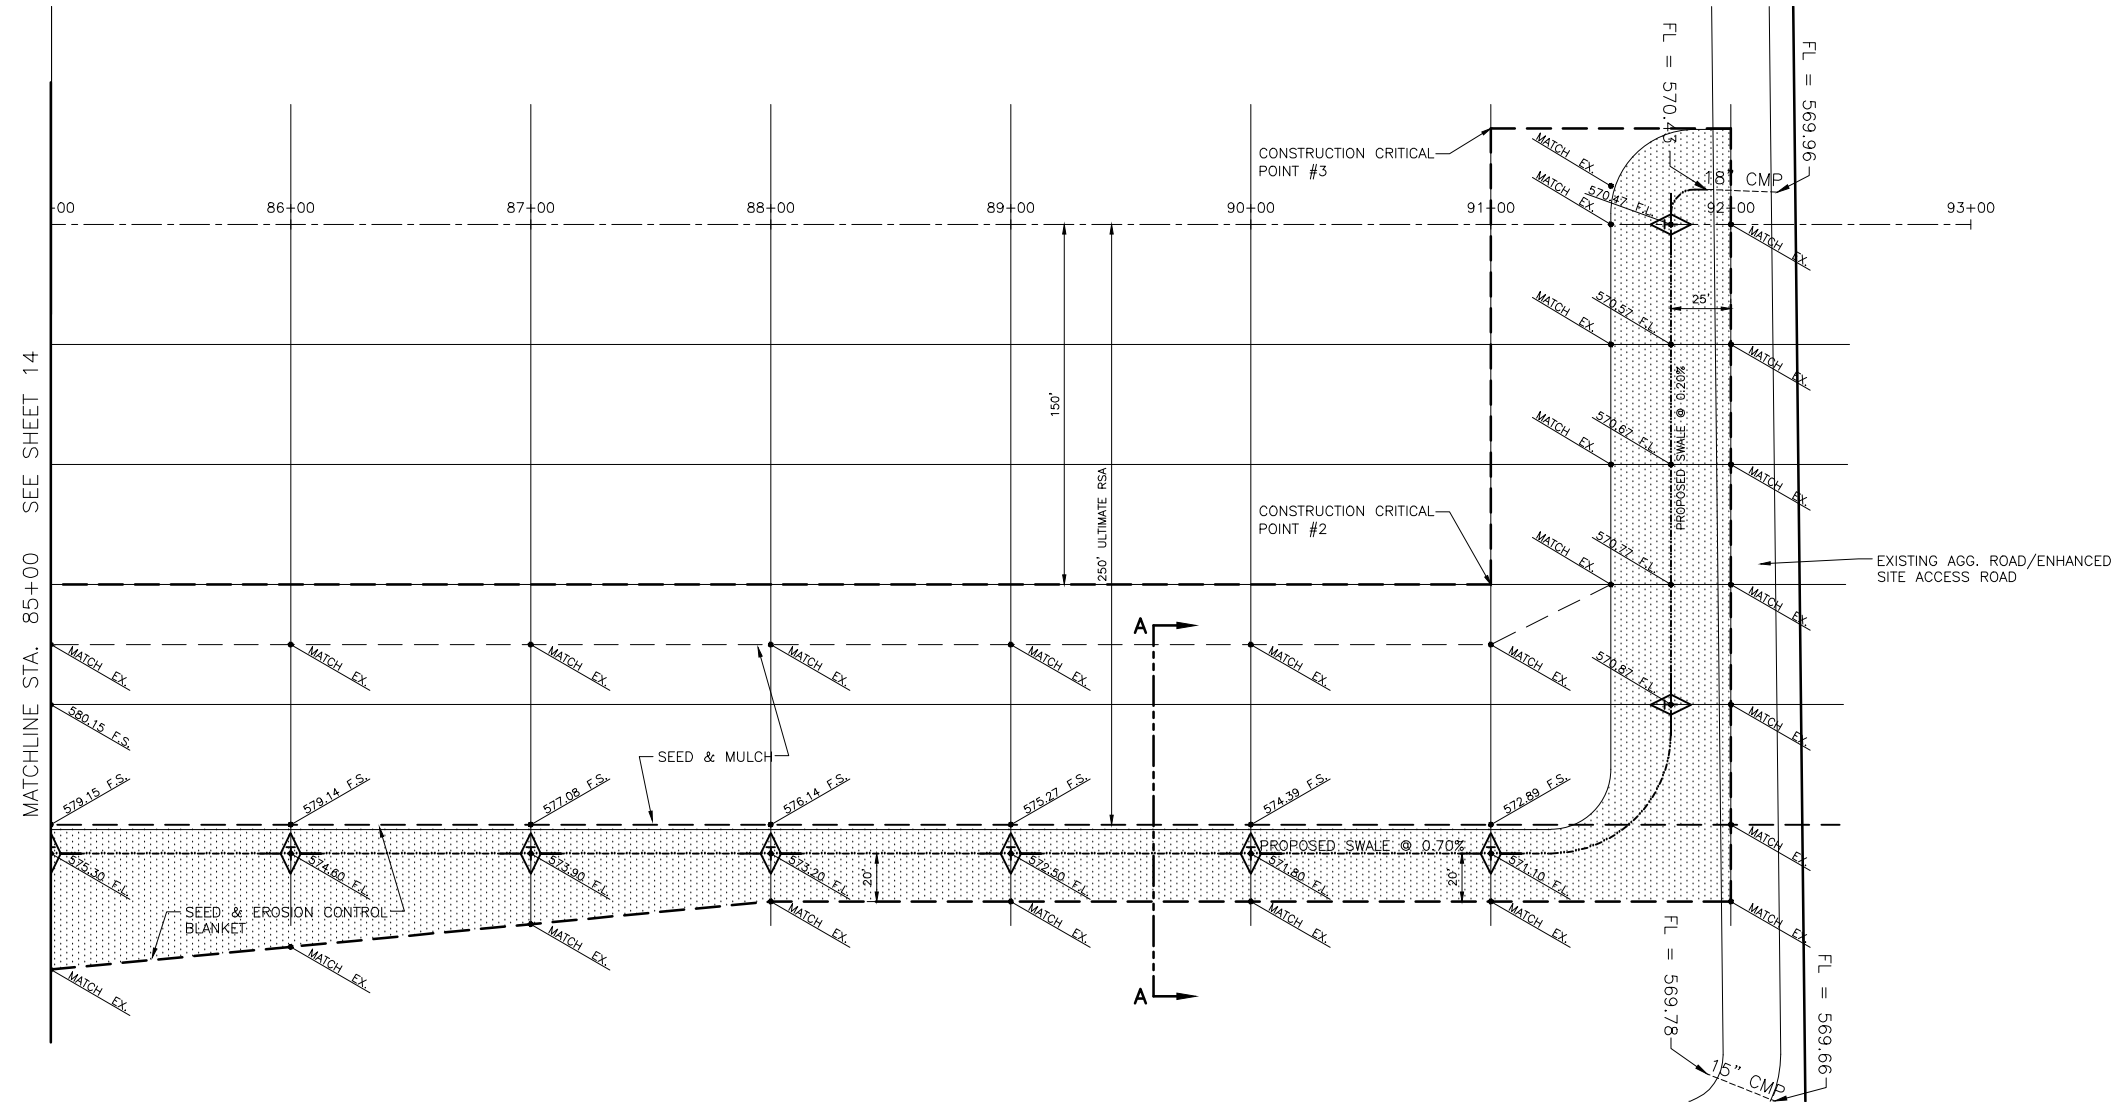 FL = 570.43
FL = 569.96
CONSTRUCTION CRITICAL
POINT #3
MATCH EX.
18" CMP
MATCH EX.
570.47 F.L.
+00
86+00
87+00
88+00
89+00
90+00
91+00
92+00
93+00
MATCH EX.
MATCH EX.
570.57 F.L.
25'
MATCH EX.
MATCHLINE STA. 85+00 SEE SHEET 14
150'
250' ULTIMATE RSA
PROPOSED SWALE @ 0.20%
MATCH EX.
570.67 F.L.
MATCH EX.
CONSTRUCTION CRITICAL
POINT #2
MATCH EX.
570.77 F.L.
MATCH EX.
EXISTING AGG. ROAD/ENHANCED
SITE ACCESS ROAD
A
MATCH EX.
MATCH EX.
MATCH EX.
MATCH EX.
MATCH EX.
MATCH EX.
MATCH EX.
570.87 F.L.
MATCH EX.
580.15 F.S.
SEED & MULCH
579.15 F.S.
579.14 F.S.
577.08 F.S.
576.14 F.S.
575.27 F.S.
574.39 F.S.
572.89 F.S.
MATCH EX.
PROPOSED SWALE @ 0.70%
575.30 F.L.
574.60 F.L.
573.90 F.L.
573.20 F.L.
20'
572.50 F.L.
571.80 F.L.
20'
571.10 F.L.
SEED & EROSION CONTROL
BLANKET
MATCH EX.
MATCH EX.
MATCH EX.
MATCH EX.
MATCH EX.
MATCH EX.
MATCH EX.
MATCH EX.
A
FL = 569.78
FL = 569.66
15" CMP